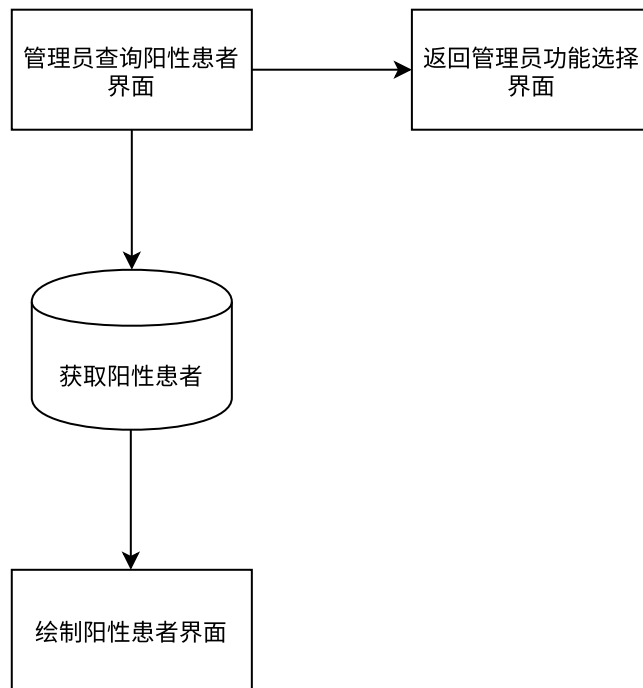 管理员查询阳性患者
界面
返回管理员功能选择
界面
获取阳性患者
绘制阳性患者界面